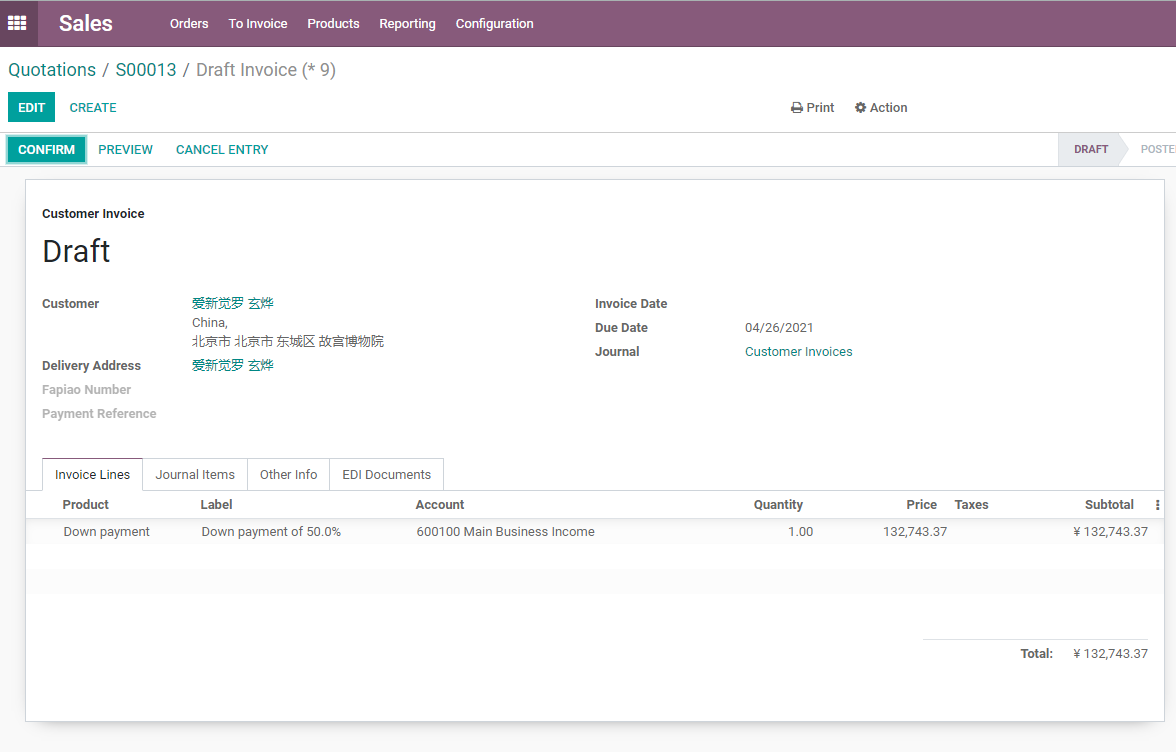 Sales Orders To Invoice Products Reporting Configuration
Quotations / S00013 / Draft Invoice (* 9)
EDIT CREATE Print Action
CONFIRM PREVIEW CANCEL ENTRY DRAFT POSTE
Customer Invoice
Draft
Customer 爱新觉罗 玄烨 Invoice Date
China,
Due Date 04/26/2021
北京市 北京市 东城区 故宫博物院
Journal Customer Invoices
Delivery Address 爱新觉罗 玄烨
Fapiao Number
Payment Reference
Invoice Lines Journal Items Other Info EDI Documents
Product Label Account Quantity Price Taxes Subtotal
Down payment Down payment of 50.0% 600100 Main Business Income 1.00 132,743.37 ¥ 132,743.37
Total: ¥ 132,743.37